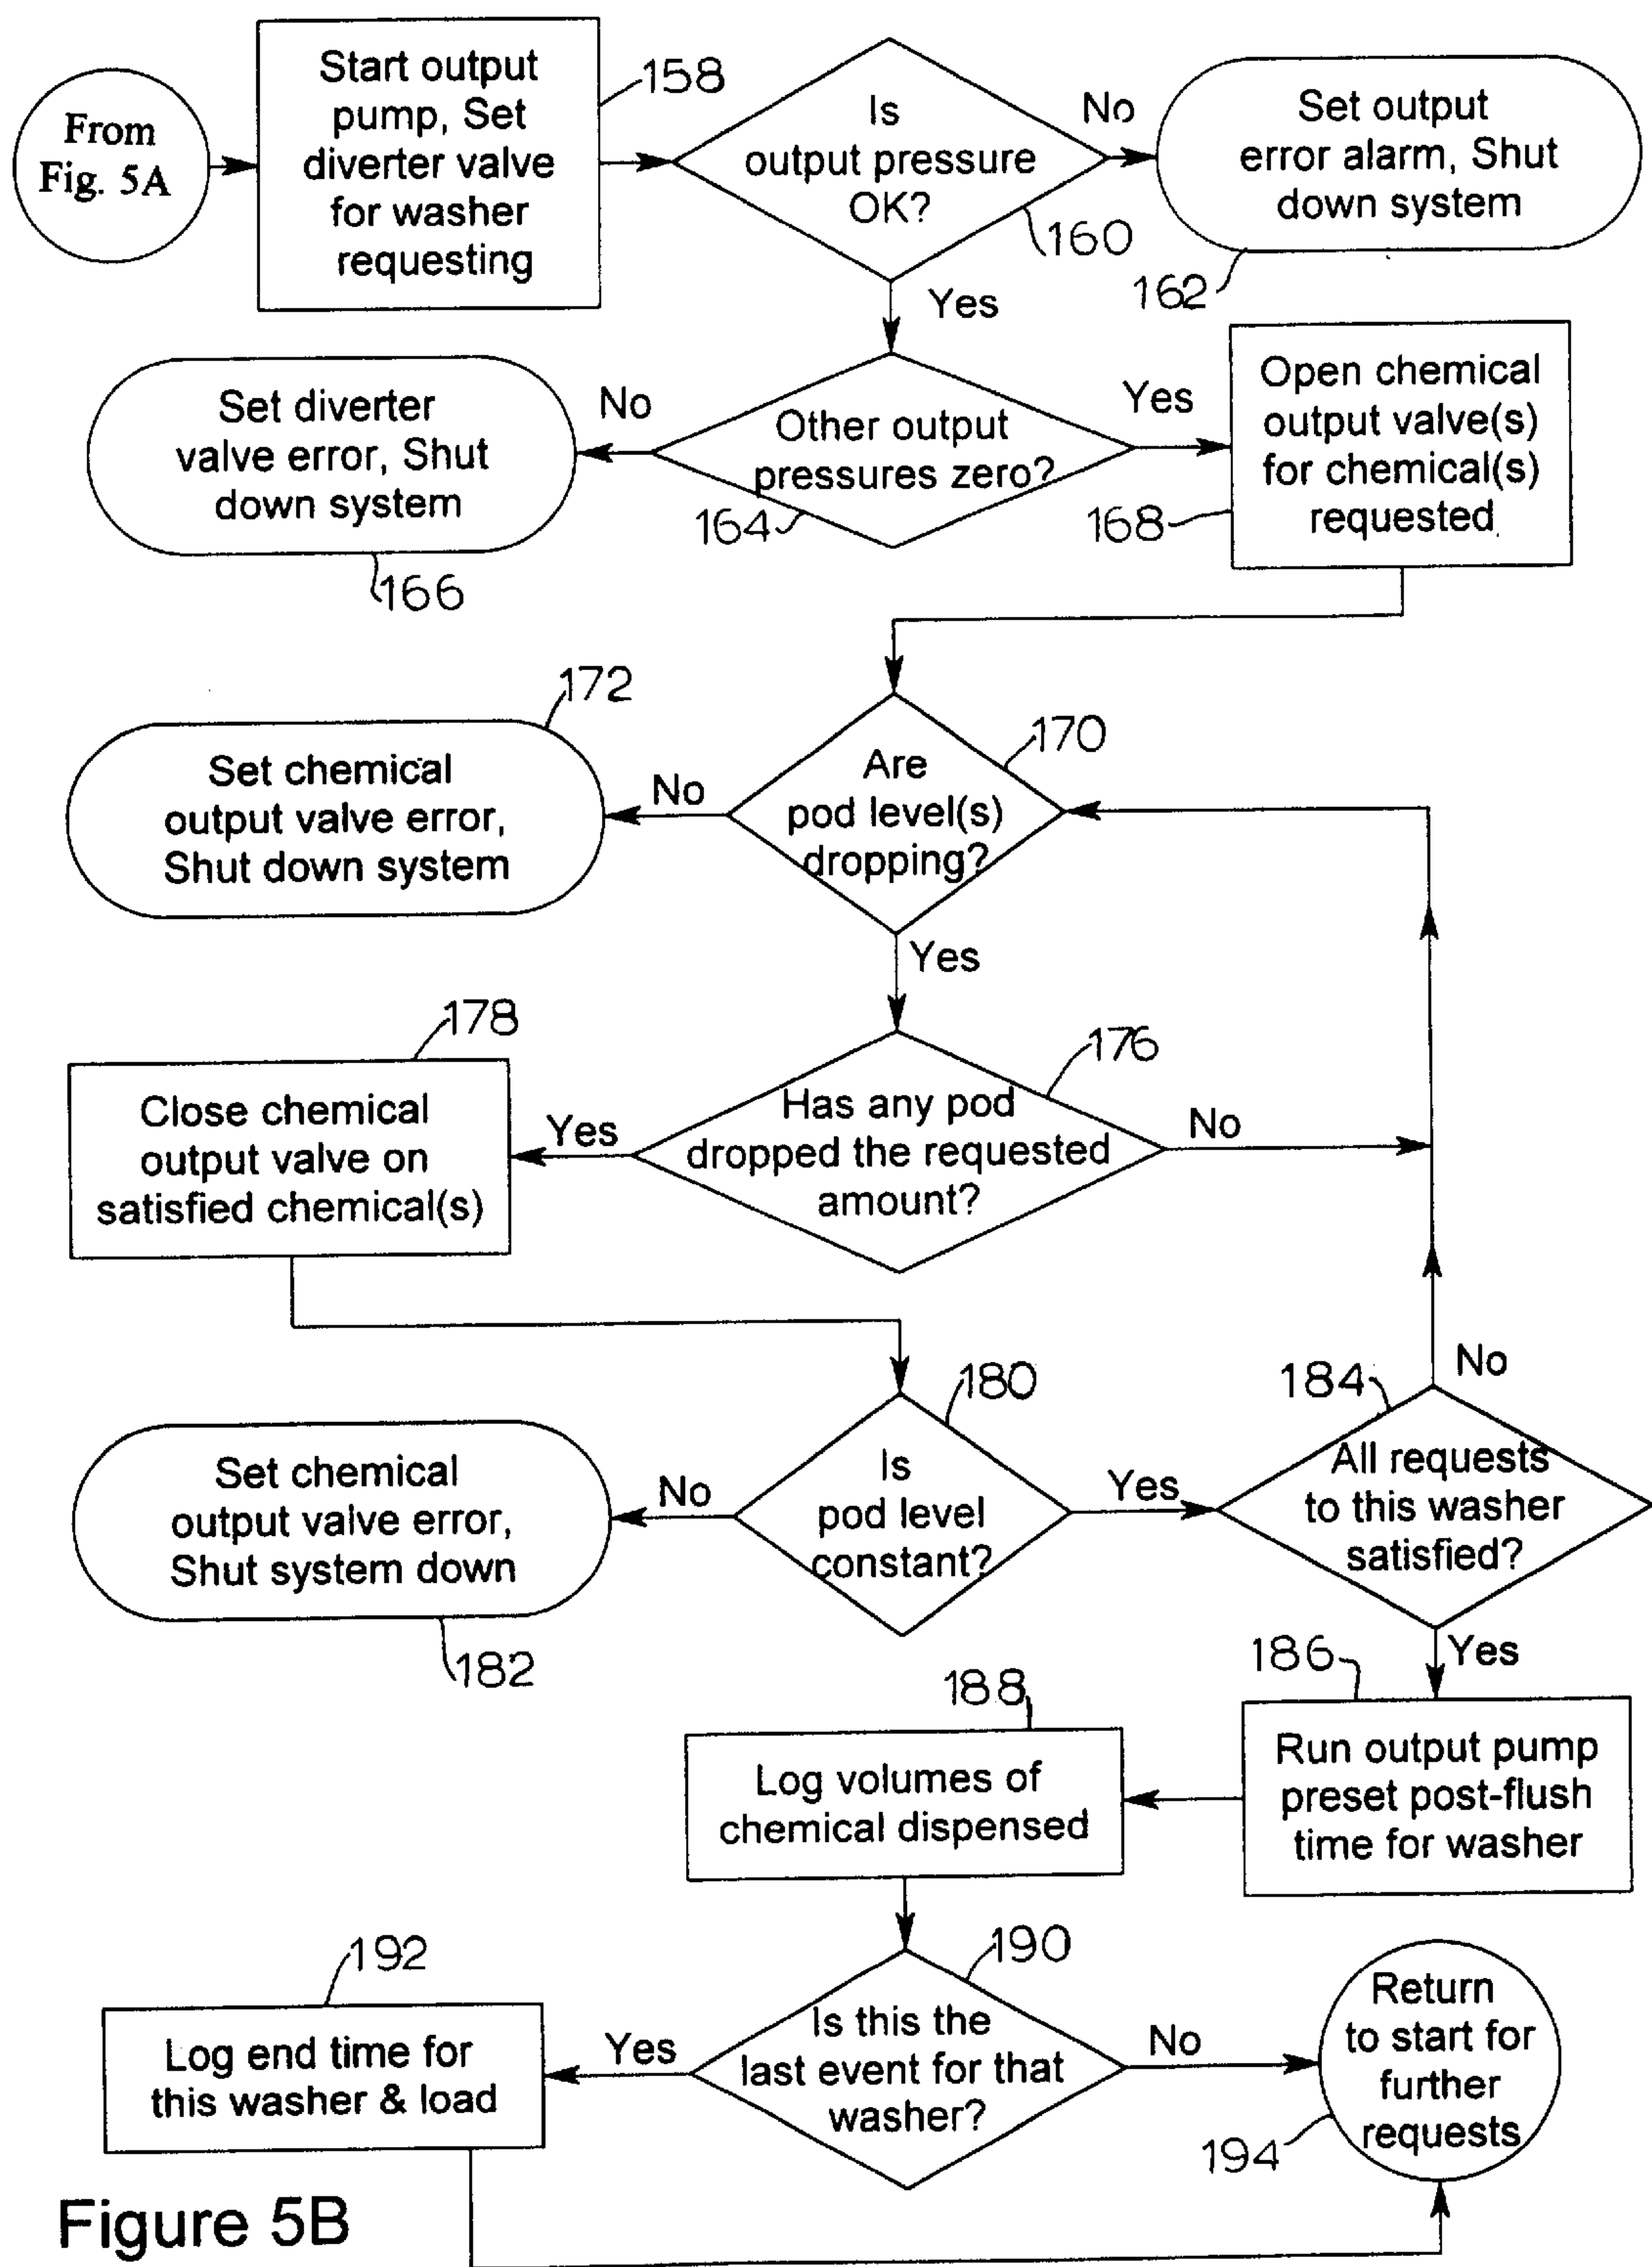 From
Fig. 5A
Start output
pump, Set
diverter valve
for washer
requesting
158
Is
output pressure
OK?
160
No
Set output
error alarm, Shut
down system
162
Yes
Set diverter
valve error, Shut
down system
166
No
Other output
pressures zero?
164
Yes
Open chemical
output valve(s)
for chemical(s)
requested
168
172
Set chemical
output valve error,
Shut down system
No
Are
pod level(s)
dropping?
170
Yes
178
Close chemical
output valve on
satisfied chemical(s)
Yes
Has any pod
dropped the requested
amount?
176
No
Set chemical
output valve error,
Shut system down
182
No
Is
pod level
constant?
180
Yes
184
No
All requests
to this washer
satisfied?
Yes
186
Run output pump
preset post-flush
time for washer
188
Log volumes of
chemical dispensed
192
Log end time for
this washer & load
Yes
190
Is this the
last event for that
washer?
No
Return
to start for
further
requests
194
Figure 5B